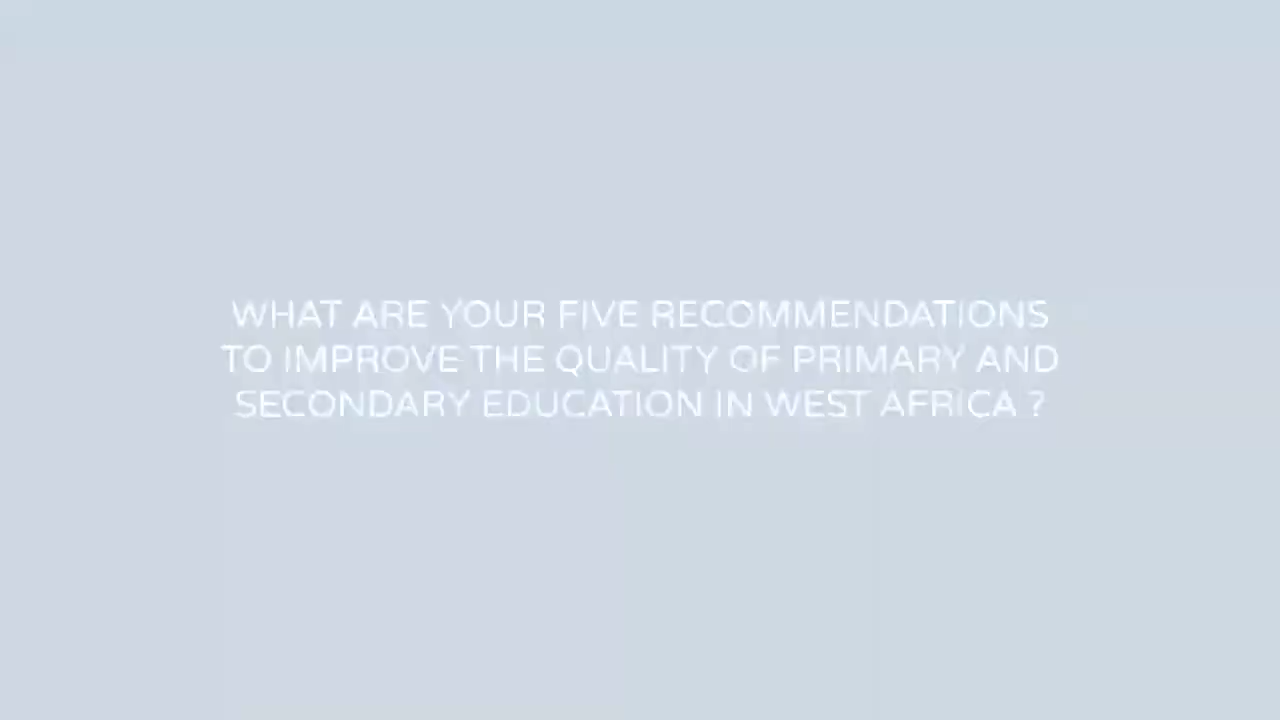 WHAT ARE YOUR FIVE RECOMMENDATIONS
TO IMPROVE THE QUALITY OF PRIMARY AND
SECONDARY EDUCATION IN WEST AFRICA ?